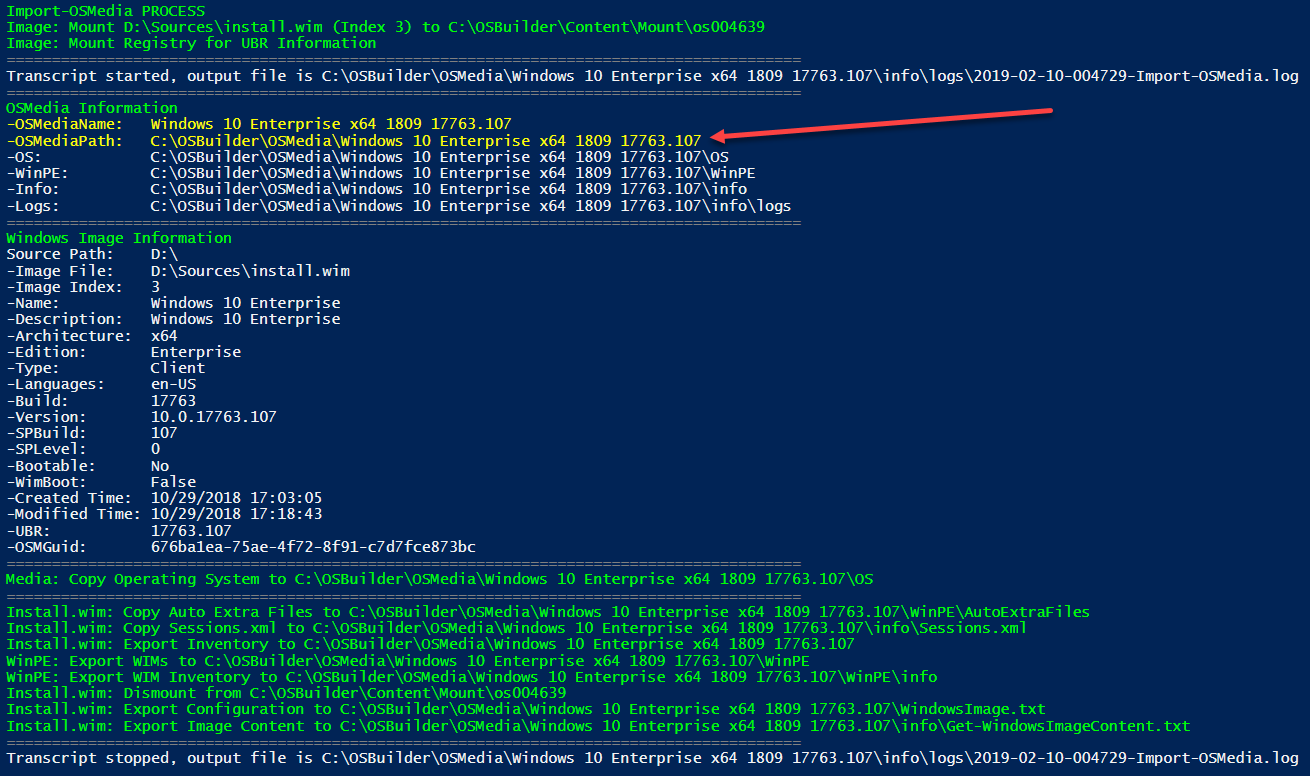 Import-OSMedia PROCESS
Image: Mount D:\Sources\install.wim (Index 3) to C:\OSBuilder\Content\Mount\os004639
Image: Mount Registry for UBR Information
=========================================================================================
Transcript started, output file is C:\OSBuilder\OSMedia\Windows 10 Enterprise x64 1809 17763.107\info\logs\2019-02-10-004729-Import-OSMedia.log
=========================================================================================
OSMedia Information
-OSMediaName:   Windows 10 Enterprise x64 1809 17763.107
-OSMediaPath:   C:\OSBuilder\OSMedia\Windows 10 Enterprise x64 1809 17763.107
-OS:            C:\OSBuilder\OSMedia\Windows 10 Enterprise x64 1809 17763.107\OS
-WinPE:         C:\OSBuilder\OSMedia\Windows 10 Enterprise x64 1809 17763.107\WinPE
-Info:          C:\OSBuilder\OSMedia\Windows 10 Enterprise x64 1809 17763.107\info
-Logs:          C:\OSBuilder\OSMedia\Windows 10 Enterprise x64 1809 17763.107\info\logs
=========================================================================================
Windows Image Information
Source Path:    D:\
-Image File:    D:\Sources\install.wim
-Image Index:   3
-Name:          Windows 10 Enterprise
-Description:   Windows 10 Enterprise
-Architecture:  x64
-Edition:       Enterprise
-Type:          Client
-Languages:     en-US
-Build:         17763
-Version:       10.0.17763.107
-SPBuild:       107
-SPLevel:       0
-Bootable:      No
-WimBoot:       False
-Created Time:  10/29/2018 17:03:05
-Modified Time: 10/29/2018 17:18:43
-UBR:           17763.107
-OSMGuid:       676ba1ea-75ae-4f72-8f91-c7d7fce873bc
=========================================================================================
Media: Copy Operating System to C:\OSBuilder\OSMedia\Windows 10 Enterprise x64 1809 17763.107\OS
=========================================================================================
Install.wim: Copy Auto Extra Files to C:\OSBuilder\OSMedia\Windows 10 Enterprise x64 1809 17763.107\WinPE\AutoExtraFiles
Install.wim: Copy Sessions.xml to C:\OSBuilder\OSMedia\Windows 10 Enterprise x64 1809 17763.107\info\Sessions.xml
Install.wim: Export Inventory to C:\OSBuilder\OSMedia\Windows 10 Enterprise x64 1809 17763.107
WinPE: Export WIMs to C:\OSBuilder\OSMedia\Windows 10 Enterprise x64 1809 17763.107\WinPE
WinPE: Export WIM Inventory to C:\OSBuilder\OSMedia\Windows 10 Enterprise x64 1809 17763.107\WinPE\info
Install.wim: Dismount from C:\OSBuilder\Content\Mount\os004639
Install.wim: Export Configuration to C:\OSBuilder\OSMedia\Windows 10 Enterprise x64 1809 17763.107\WindowsImage.txt
Install.wim: Export Image Content to C:\OSBuilder\OSMedia\Windows 10 Enterprise x64 1809 17763.107\info\Get-WindowsImageContent.txt
=========================================================================================
Transcript stopped, output file is C:\OSBuilder\OSMedia\Windows 10 Enterprise x64 1809 17763.107\info\logs\2019-02-10-004729-Import-OSMedia.log